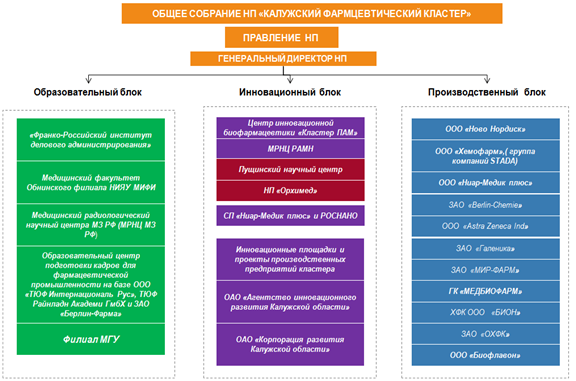 ОБЩЕЕ СОБРАНИЕ НП «КАЛУЖСКИЙ ФАРМЦЕВТИЧЕСКИЙ КЛАСТЕР»
ПРАВЛЕНИЕ НП
ГЕНЕРАЛЬНЫЙ ДИРЕКТОР НП
Образовательный блок
«Франко-Российский институт
делового администрирования»
Медицинский факультет
Обнинского филиала НИЯУ МИФИ
Медицинский радиологический
научный центра МЗ РФ (МРНЦ МЗ
РФ)
Образовательный центр
подготовки кадров для
фармацевтической
промышленности на базе ООО
«ТЮФ Интернациональ Рус», ТЮФ
Райнланд Академи ГмбХ и ЗАО
«Берлин-Фарма»
Филиал МГУ
Инновационный блок
Центр инновационной
биофармацевтики «Кластер ПАМ»
МРНЦ РАМН
Пущинский научный центр
НП «Орхимед»
СП «Ниар-Медик плюс» и РОСНАНО
Инновационные площадки и
проекты производственных
предприятий кластера
ОАО «Агентство инновационного
развития Калужской области»
ОАО «Корпорация развития
Калужской области»
Производственный блок
ООО «Ново Нордиск»
ООО «Хемофарм»,( группа
компаний STADA)
ООО «Ниар-Медик плюс»
ЗАО «Berlin-Chemie»
ООО «Astra Zeneca Ind»
ЗАО «Галеника»
ЗАО «МИР-ФАРМ»
ГК «МЕДБИОФАРМ»
ХФК ООО «БИОН»
ЗАО «ОХФК»
ООО «Биофлавон»